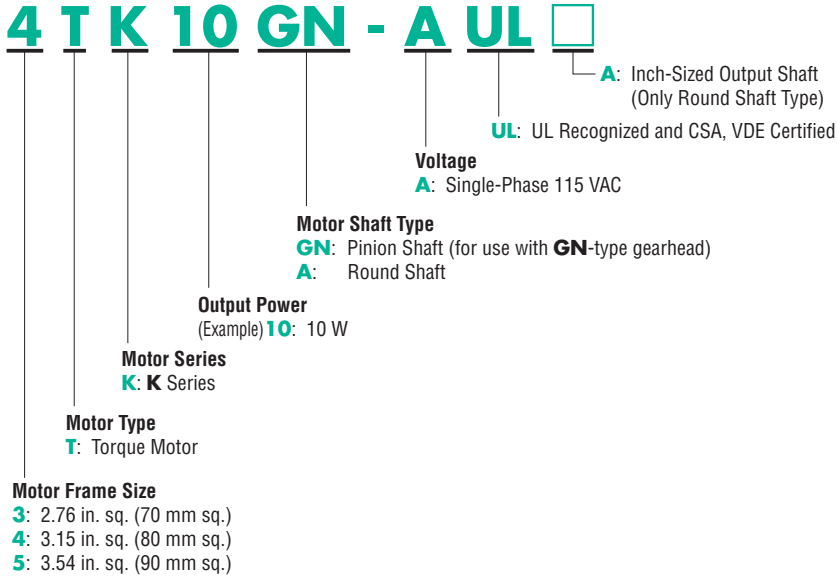 4 T K 10 GN - A UL □
A: Inch-Sized Output Shaft
(Only Round Shaft Type)
UL: UL Recognized and CSA, VDE Certified
Voltage
A: Single-Phase 115 VAC
Motor Shaft Type
GN: Pinion Shaft (for use with GN-type gearhead)
A: Round Shaft
Output Power
(Example) 10: 10 W
Motor Series
K: K Series
Motor Type
T: Torque Motor
Motor Frame Size
3: 2.76 in. sq. (70 mm sq.)
4: 3.15 in. sq. (80 mm sq.)
5: 3.54 in. sq. (90 mm sq.)